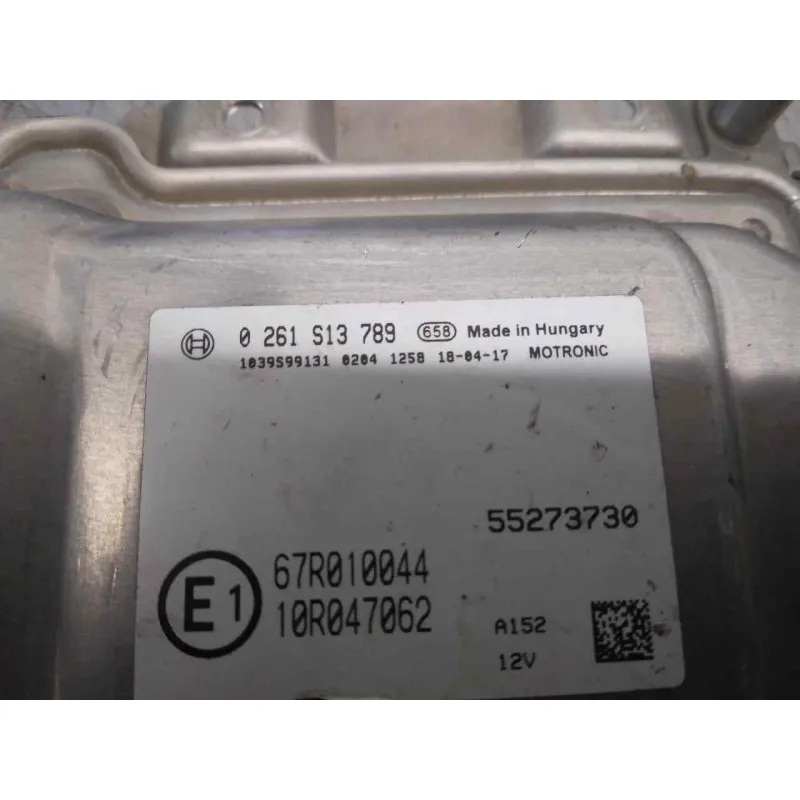 0 261 S13 789 658 Made in Hungary
1039S99131 0204 1258 18-04-17 MOTRONIC
55273730
67R010044
E1 10R047062
A152
12V